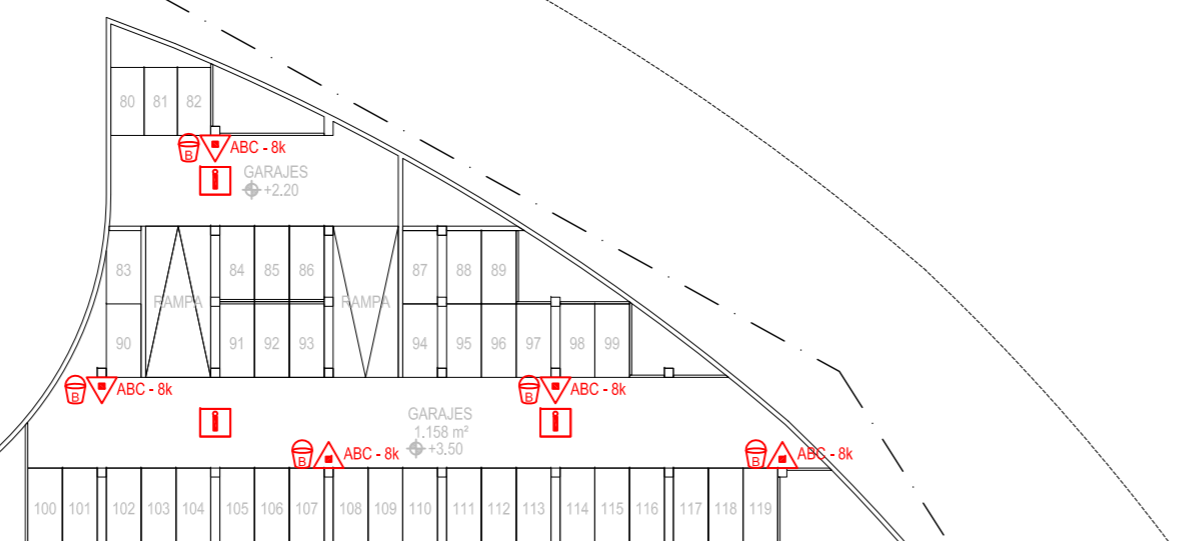 80 81 82
B ABC - 8k
GARAJES
+2.20
83 84 85 86 87 88 89
RAMPA RAMPA
90 91 92 93 94 95 96 97 98 99
B ABC - 8k B ABC - 8k
GARAJES
1.158 m²
+3.50
B ABC - 8k B ABC - 8k
100 101 102 103 104 105 106 107 108 109 110 111 112 113 114 115 116 117 118 119